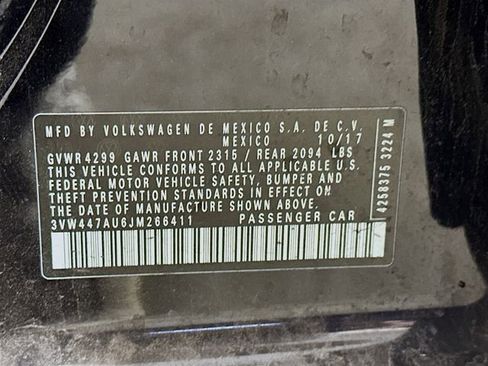 MFD BY VOLKSWAGEN DE MEXICO S.A. DE C.V.
MEXICO 10/17
GVWR 4299 GAWR FRONT 2315 / REAR 2094 LBS
THIS VEHICLE CONFORMS TO ALL APPLICABLE U.S.
FEDERAL MOTOR VEHICLE SAFETY, BUMPER AND
THEFT PREVENTION STANDARDS IN EFFECT ON
THE DATE OF MANUFACTURE SHOWN ABOVE.
3VW447AU6JM266411 PASSENGER CAR
4258375 3224 M